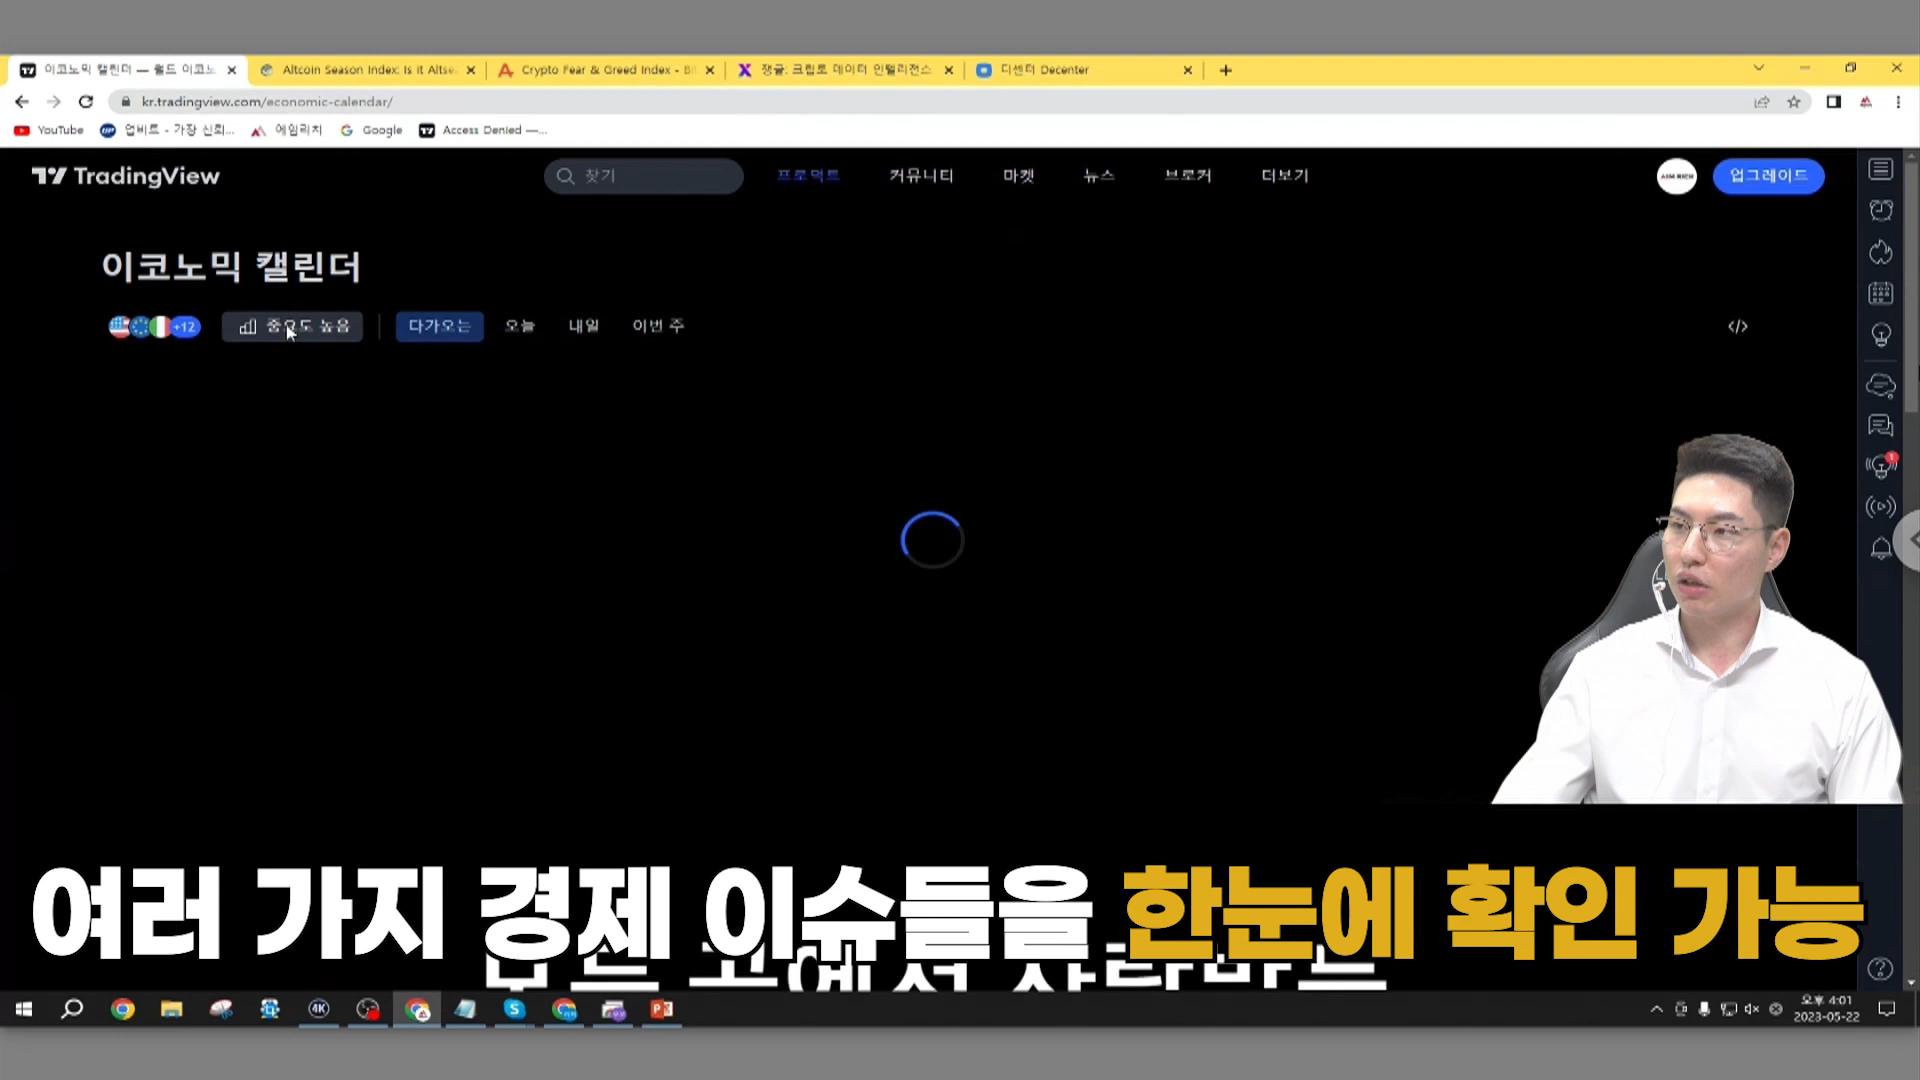 이코노믹 캘린더 — 월드 이코노
Altcoin Season Index: Is it Altse
Crypto Fear & Greed Index - Bi
쟁글: 크립토 데이터 인텔리전스
디센터 Decenter
kr.tradingview.com/economic-calendar/
YouTube
업비트 - 가장 신뢰...
에임리치
Google
Access Denied —...
TradingView
찾기
프로덕트
커뮤니티
마켓
뉴스
브로커
더보기
AIM RICH
업그레이드
이코노믹 캘린더
+12
중요도 높음
다가오는
오늘
내일
이번 주
</>
1
여러 가지 경제 이슈들을 한눈에 확인 가능
4K
오후 4:01
2023-05-22